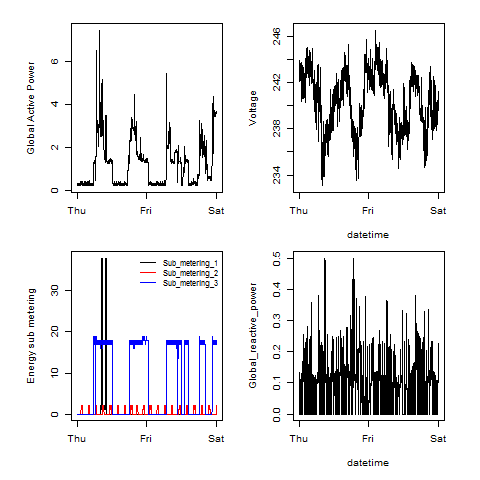 Global Active Power
0 2 4 6
Thu Fri Sat
Voltage
234 238 242 246
Thu Fri Sat
datetime
Energy sub metering
0 10 20 30
Sub_metering_1
Sub_metering_2
Sub_metering_3
Thu Fri Sat
Global_reactive_power
0.0 0.1 0.2 0.3 0.4 0.5
Thu Fri Sat
datetime